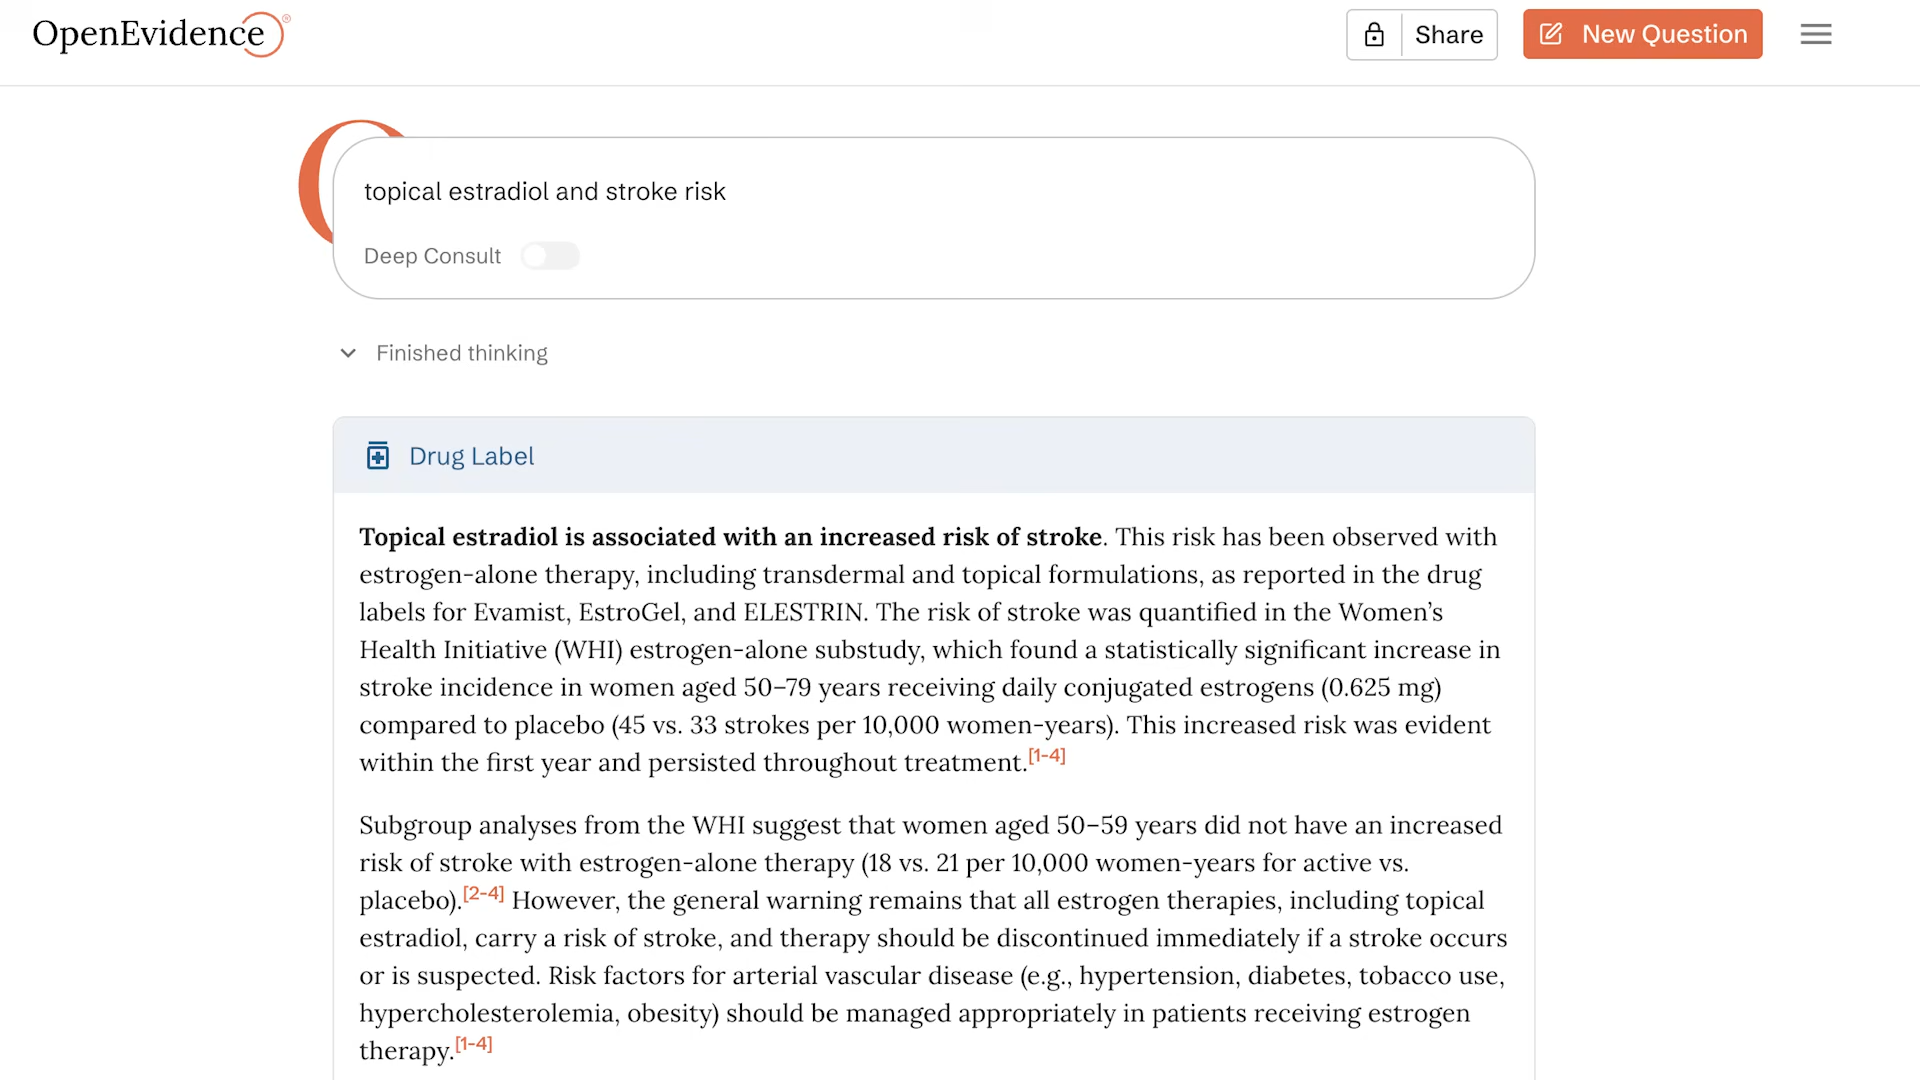 OpenEvidence®
Share
New Question
topical estradiol and stroke risk
Deep Consult
Finished thinking
Drug Label
Topical estradiol is associated with an increased risk of stroke. This risk has been observed with
estrogen-alone therapy, including transdermal and topical formulations, as reported in the drug
labels for Evamist, EstroGel, and ELESTRIN. The risk of stroke was quantified in the Women’s
Health Initiative (WHI) estrogen-alone substudy, which found a statistically significant increase in
stroke incidence in women aged 50–79 years receiving daily conjugated estrogens (0.625 mg)
compared to placebo (45 vs. 33 strokes per 10,000 women-years). This increased risk was evident
within the first year and persisted throughout treatment.[1-4]
Subgroup analyses from the WHI suggest that women aged 50–59 years did not have an increased
risk of stroke with estrogen-alone therapy (18 vs. 21 per 10,000 women-years for active vs.
placebo).[2-4] However, the general warning remains that all estrogen therapies, including topical
estradiol, carry a risk of stroke, and therapy should be discontinued immediately if a stroke occurs
or is suspected. Risk factors for arterial vascular disease (e.g., hypertension, diabetes, tobacco use,
hypercholesterolemia, obesity) should be managed appropriately in patients receiving estrogen
therapy.[1-4]